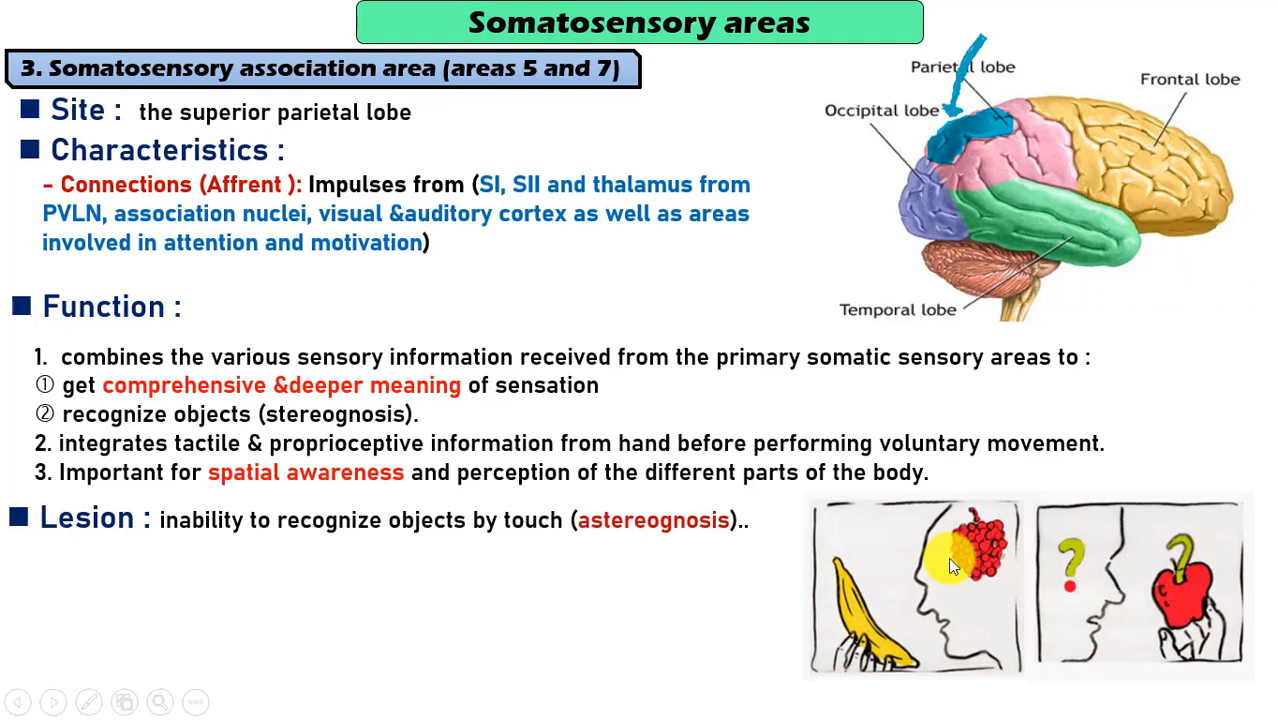 Somatosensory areas
3. Somatosensory association area (areas 5 and 7)
■ Site : the superior parietal lobe
■ Characteristics :
- Connections (Affrent ): Impulses from (SI, SII and thalamus from
PVLN, association nuclei, visual &auditory cortex as well as areas
involved in attention and motivation)
Parietal lobe
Frontal lobe
Occipital lobe
Temporal lobe
■ Function :
1. combines the various sensory information received from the primary somatic sensory areas to :
① get comprehensive &deeper meaning of sensation
② recognize objects (stereognosis).
2. integrates tactile & proprioceptive information from hand before performing voluntary movement.
3. Important for spatial awareness and perception of the different parts of the body.
■ Lesion : inability to recognize objects by touch (astereognosis)..
? ?